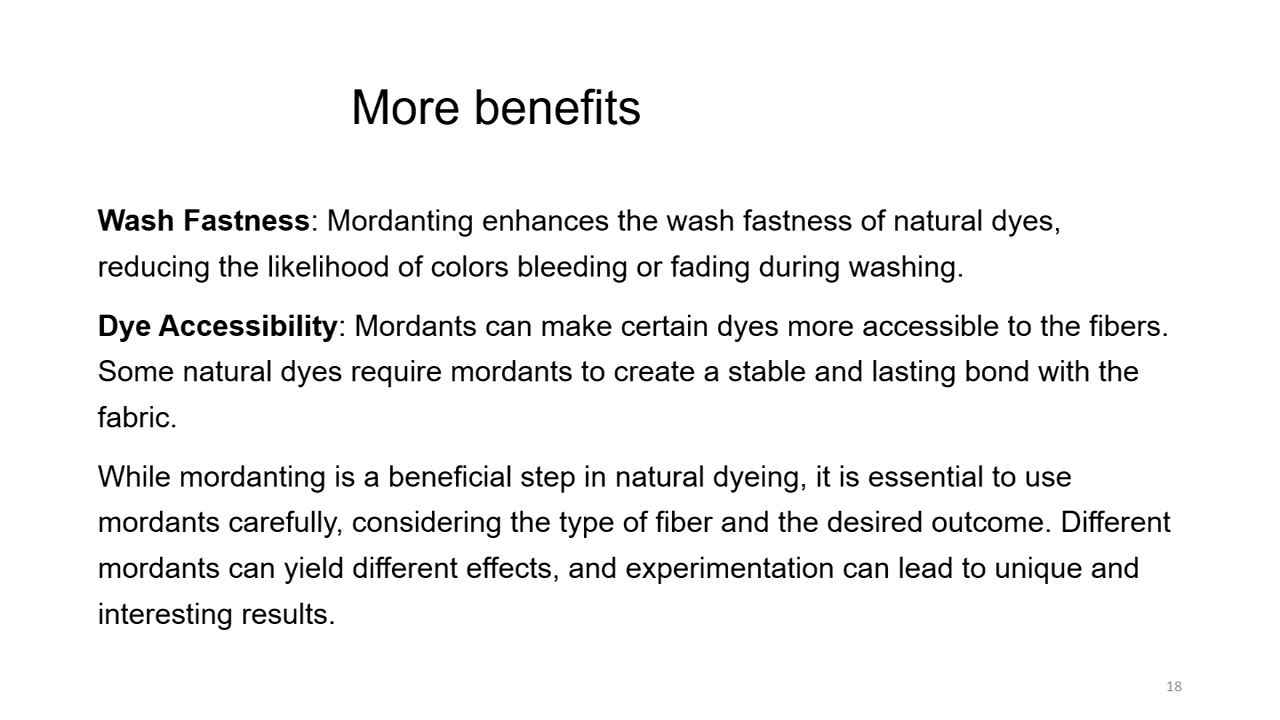 More benefits
Wash Fastness: Mordanting enhances the wash fastness of natural dyes,
reducing the likelihood of colors bleeding or fading during washing.
Dye Accessibility: Mordants can make certain dyes more accessible to the fibers.
Some natural dyes require mordants to create a stable and lasting bond with the
fabric.
While mordanting is a beneficial step in natural dyeing, it is essential to use
mordants carefully, considering the type of fiber and the desired outcome. Different
mordants can yield different effects, and experimentation can lead to unique and
interesting results.
18